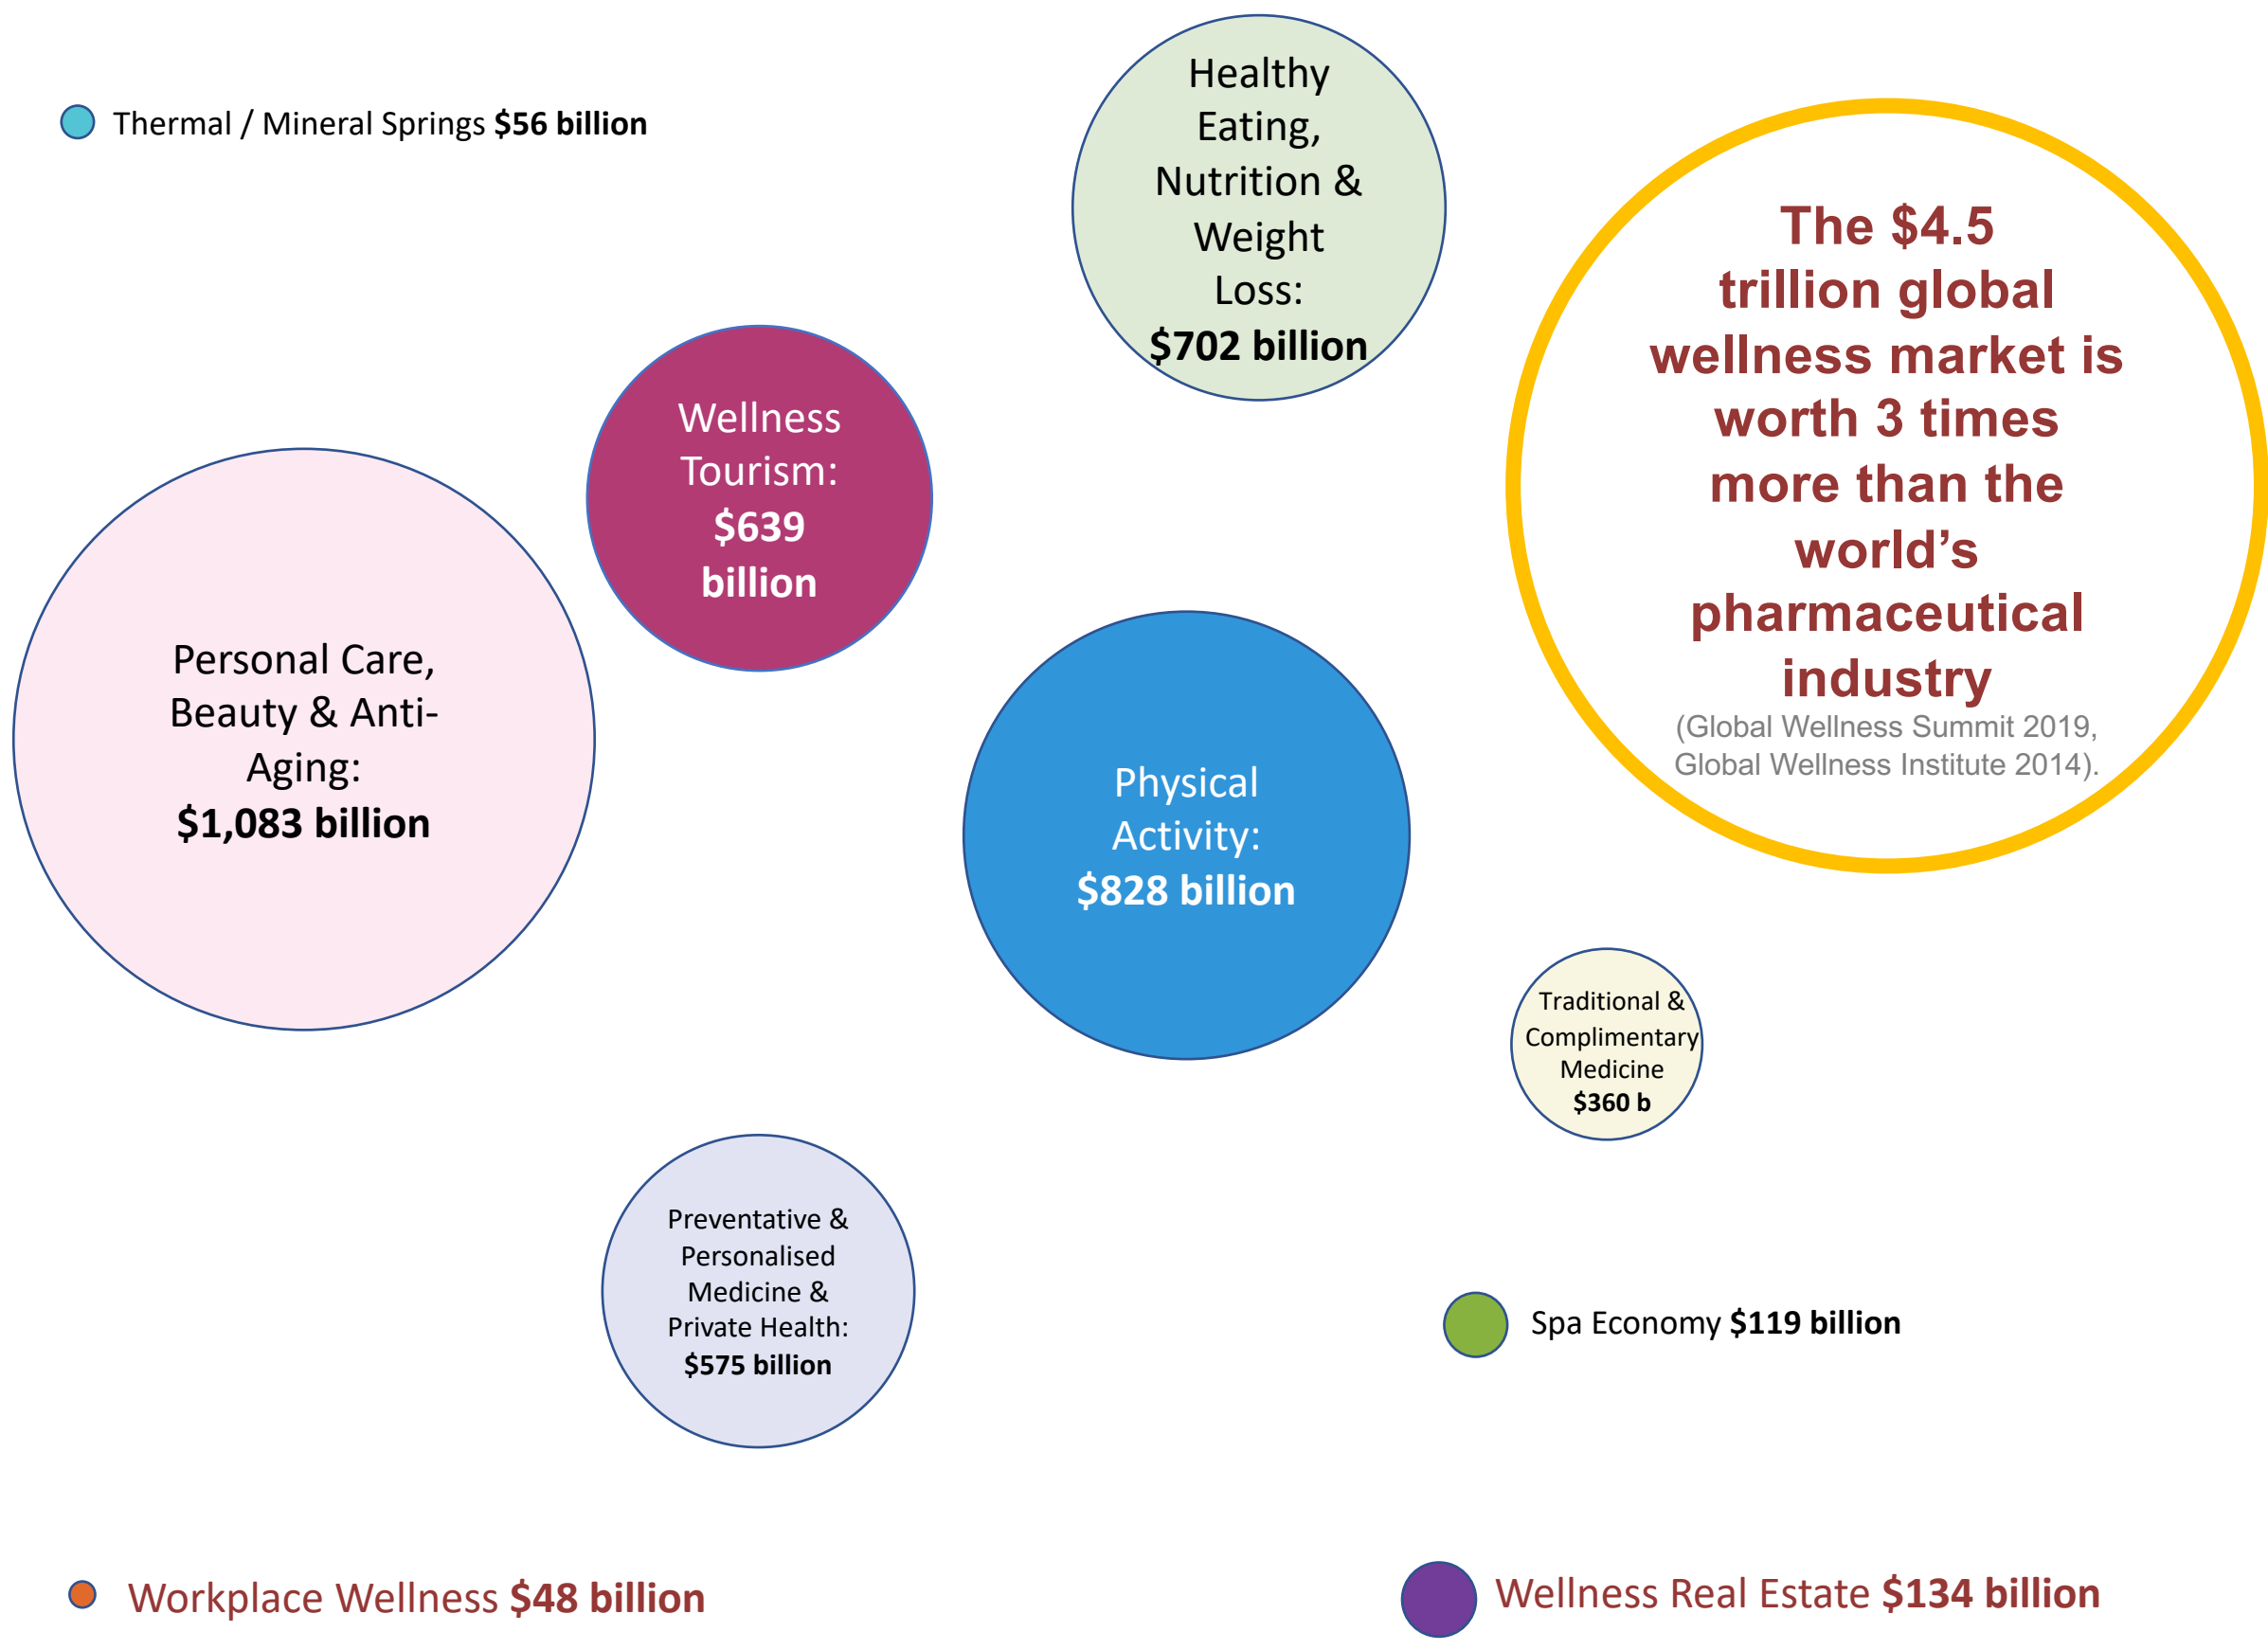 Thermal / Mineral Springs $56 billion
Healthy
Eating,
Nutrition &
Weight
Loss:
$702 billion
The $4.5
trillion global
wellness market is
worth 3 times
more than the
world’s
pharmaceutical
industry
(Global Wellness Summit 2019,
Global Wellness Institute 2014).
Wellness
Tourism:
$639
billion
Personal Care,
Beauty & Anti-
Aging:
$1,083 billion
Physical
Activity:
$828 billion
Traditional &
Complimentary
Medicine
$360 b
Preventative &
Personalised
Medicine &
Private Health:
$575 billion
Spa Economy $119 billion
Workplace Wellness $48 billion
Wellness Real Estate $134 billion